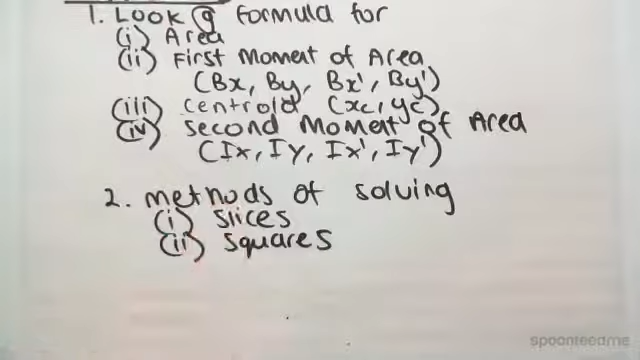 1. Look @ formula for
(i) Area
(ii) First Moment of Area
(Bx, By, Bx', By')
(iii) centroid (xc, yc)
(iv) second Moment of Area
(Ix, Iy, Ix', Iy')
2. methods of solving
(i) slices
(ii) squares
spoonfeedme